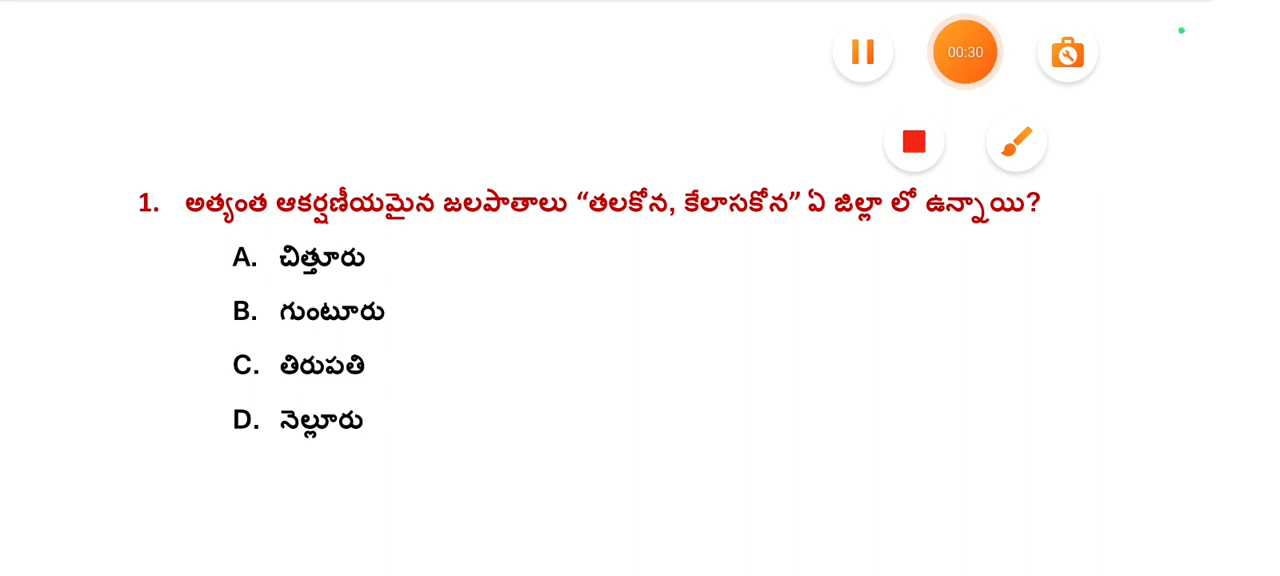 00:30
1. అత్యంత ఆకర్షణీయమైన జలపాతాలు “తలకోన, కేలాసకోన” ఏ జిల్లా లో ఉన్నాయి?
A. చిత్తూరు
B. గుంటూరు
C. తిరుపతి
D. నెల్లూరు